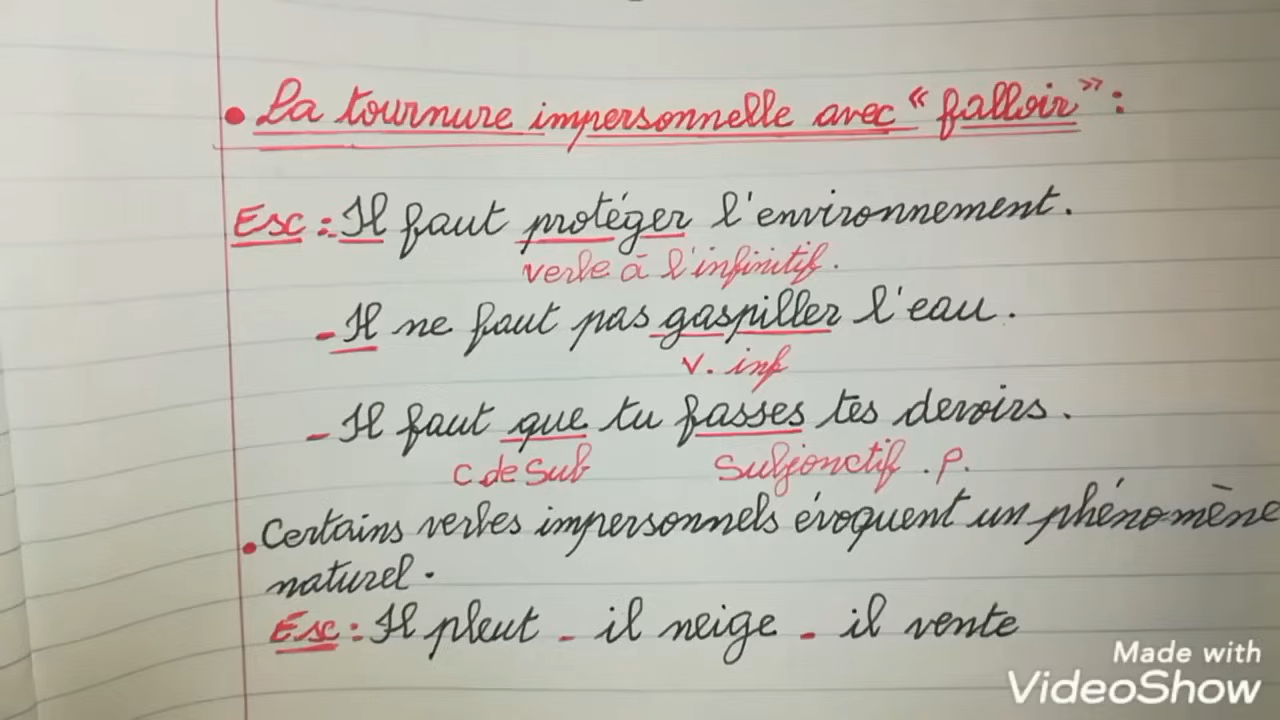 • La tournure impersonnelle avec "falloir" :
Ex : Il faut protéger l'environnement.
verbe à l'infinitif.
- Il ne faut pas gaspiller l'eau.
v. inf
- Il faut que tu fasses tes devoirs.
c de sub subjonctif. p.
• Certains verbes impersonnels évoquent un phénomène
naturel.
Ex : Il pleut - il neige - il vente
Made with
VideoShow